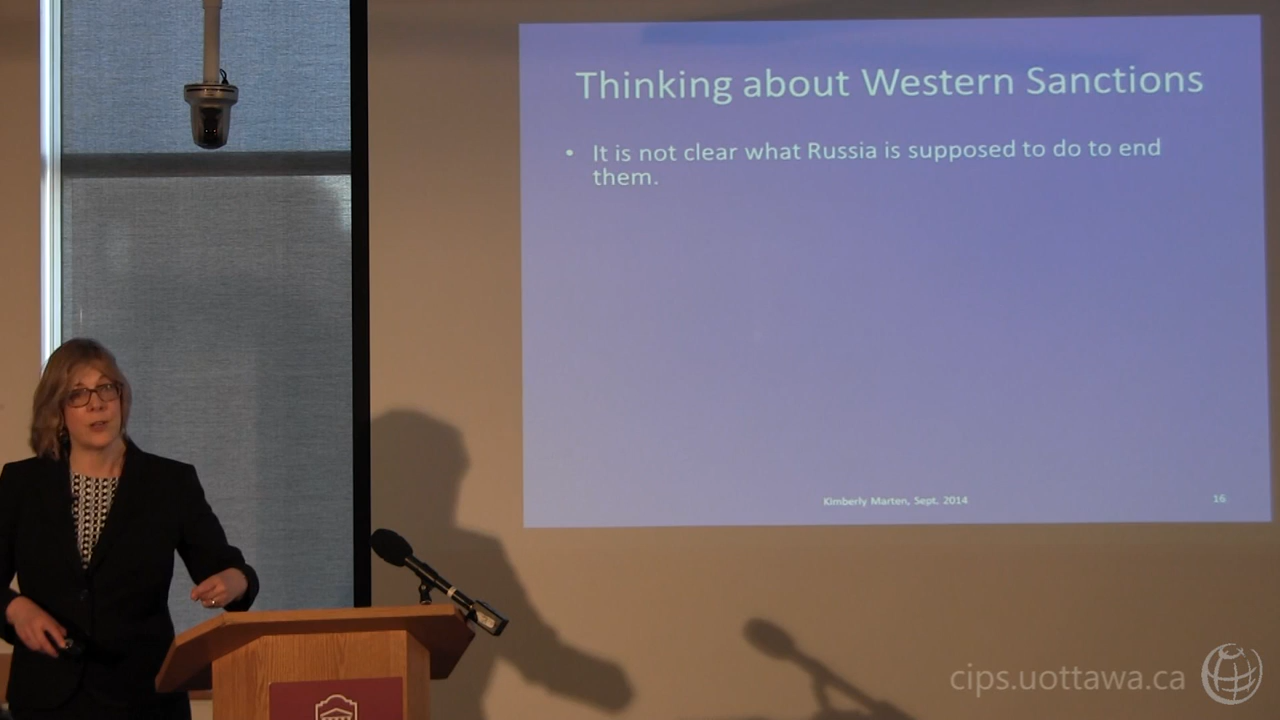 Thinking about Western Sanctions
• It is not clear what Russia is supposed to do to end
them.
Kimberly Marten, Sept. 2014
16
cips.uottawa.ca